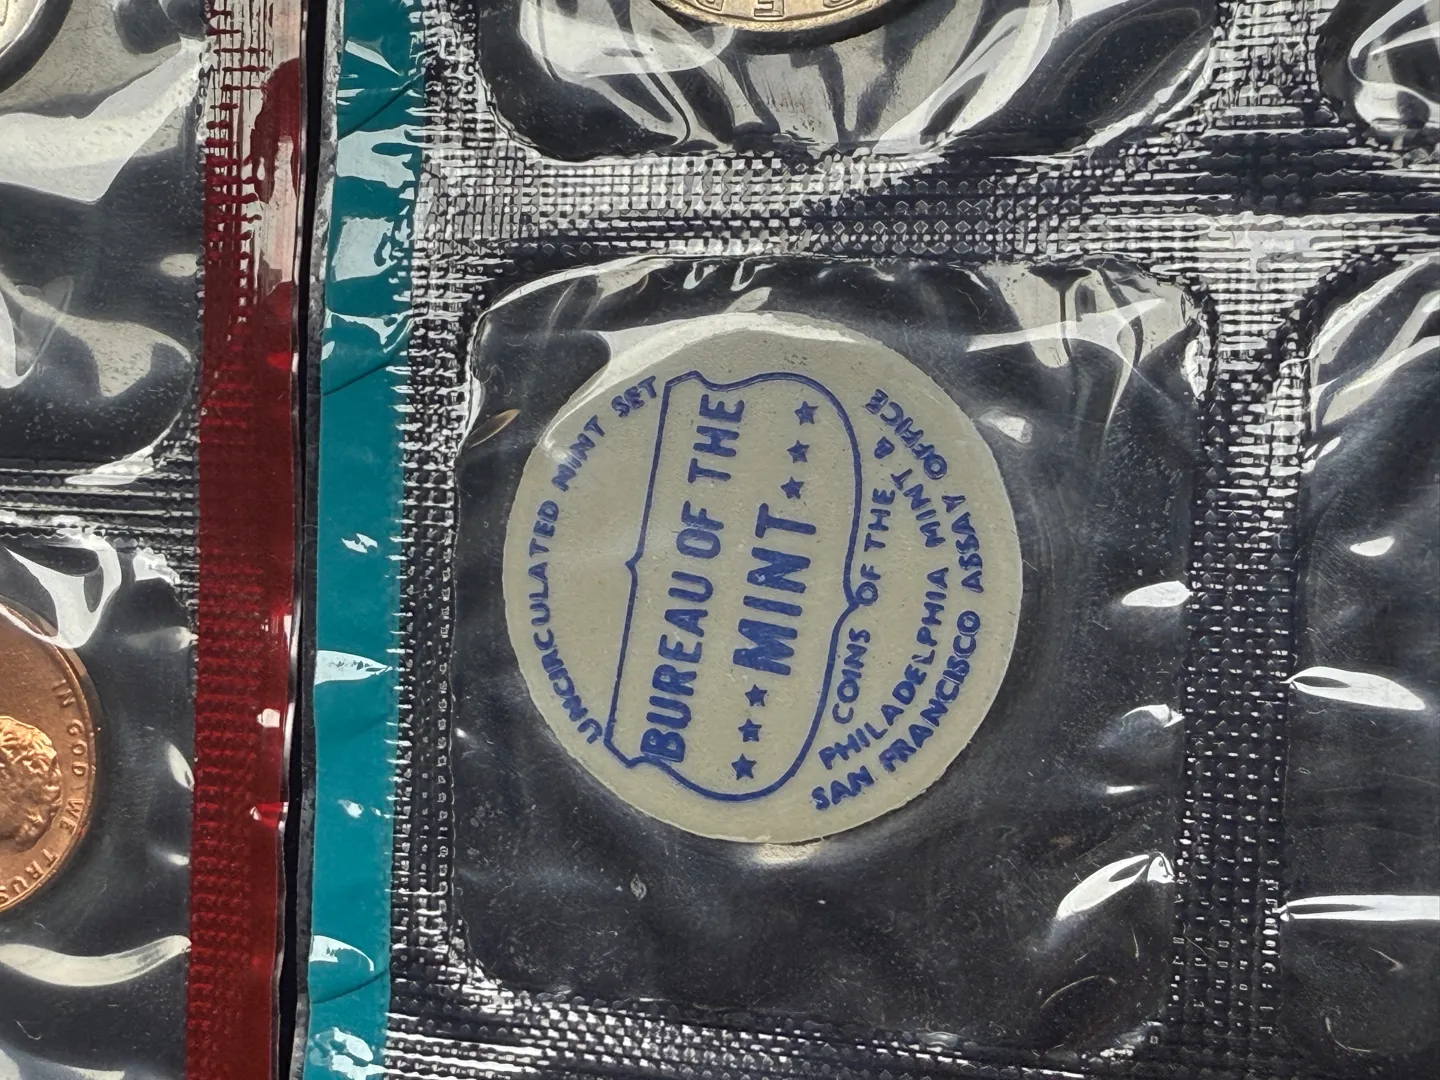 UNCIRCULATED MINT SET
BUREAU OF THE
★ ★ ★ MINT ★ ★ ★ ★
COINS OF THE
PHILADELPHIA MINT &
SAN FRANCISCO ASSAY OFFICE
IN GOD WE TRUS